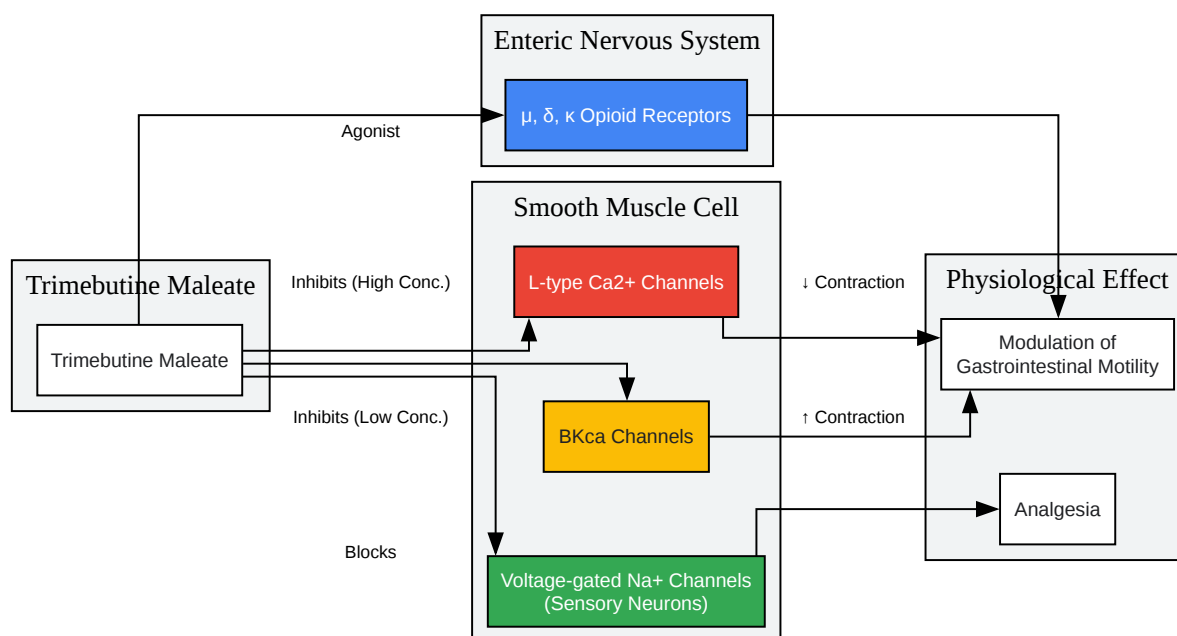 Enteric Nervous System
μ, δ, κ Opioid Receptors
Agonist
Smooth Muscle Cell
Trimebutine Maleate
Inhibits (High Conc.)
L-type Ca2+ Channels
↓ Contraction
Physiological Effect
Trimebutine Maleate
Modulation of
Gastrointestinal Motility
Inhibits (Low Conc.)
BKca Channels
↑ Contraction
Analgesia
Blocks
Voltage-gated Na+ Channels
(Sensory Neurons)